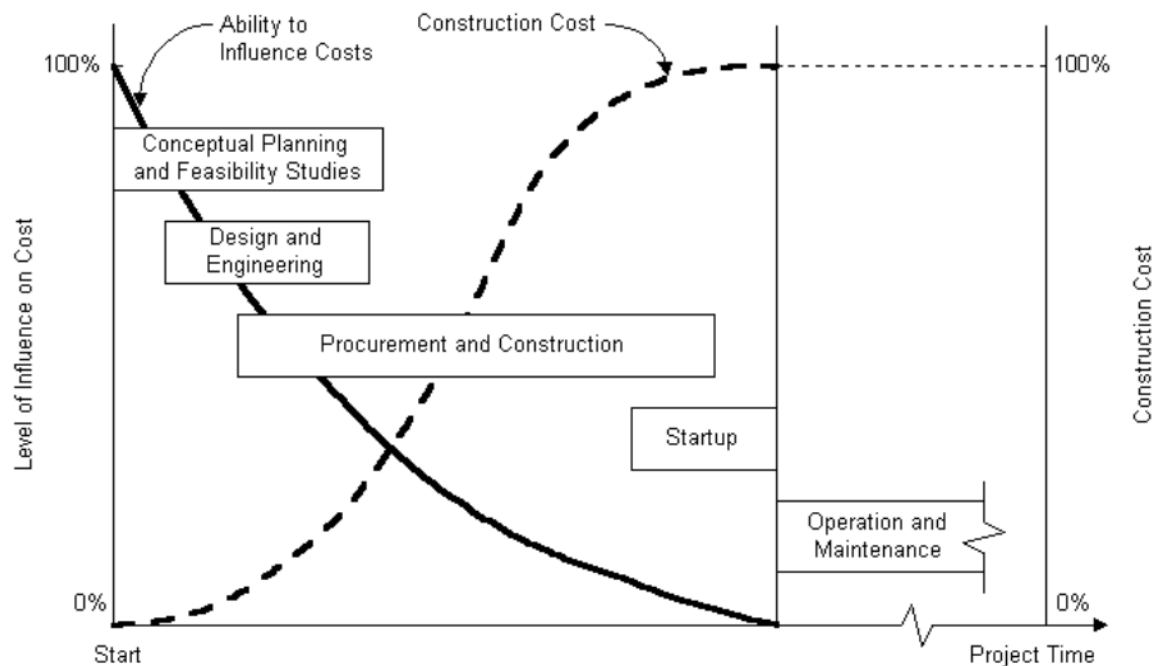 Ability to
Influence Costs
Construction Cost
100%
100%
Conceptual Planning
and Feasibility Studies
Level of Influence on Cost
Design and
Engineering
Construction Cost
Procurement and Construction
Startup
Operation and
Maintenance
0%
0%
Start
Project Time